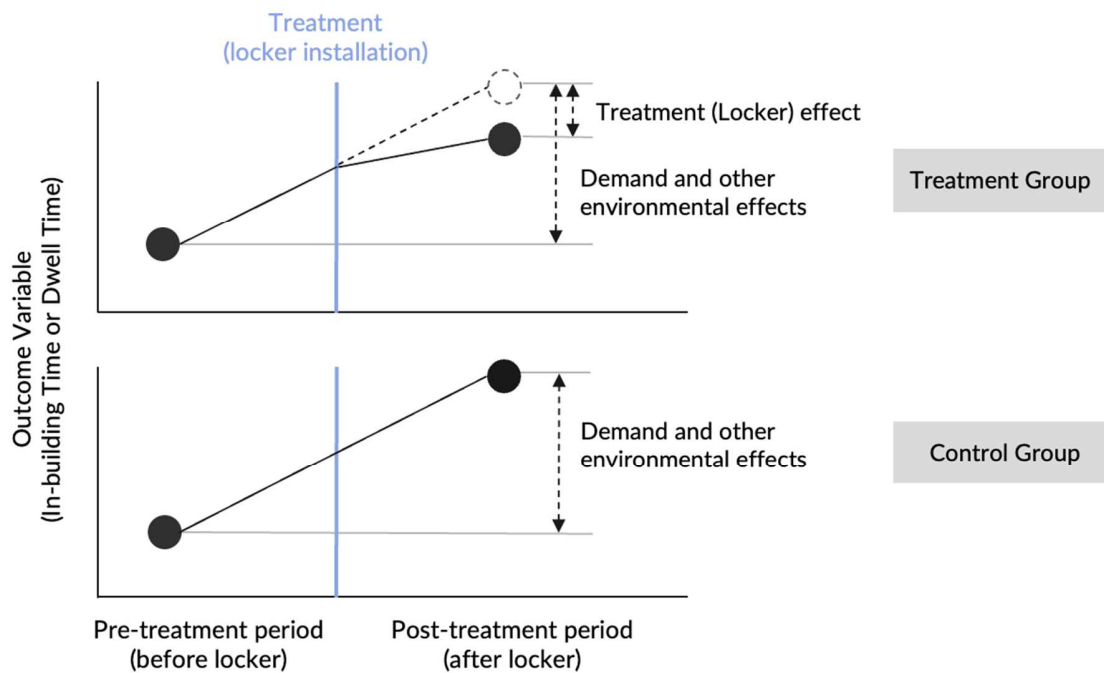 Treatment
(locker installation)
Treatment (Locker) effect
Demand and other
environmental effects
Treatment Group
Outcome Variable
(In-building Time or Dwell Time)
Demand and other
environmental effects
Control Group
Pre-treatment period
(before locker)
Post-treatment period
(after locker)